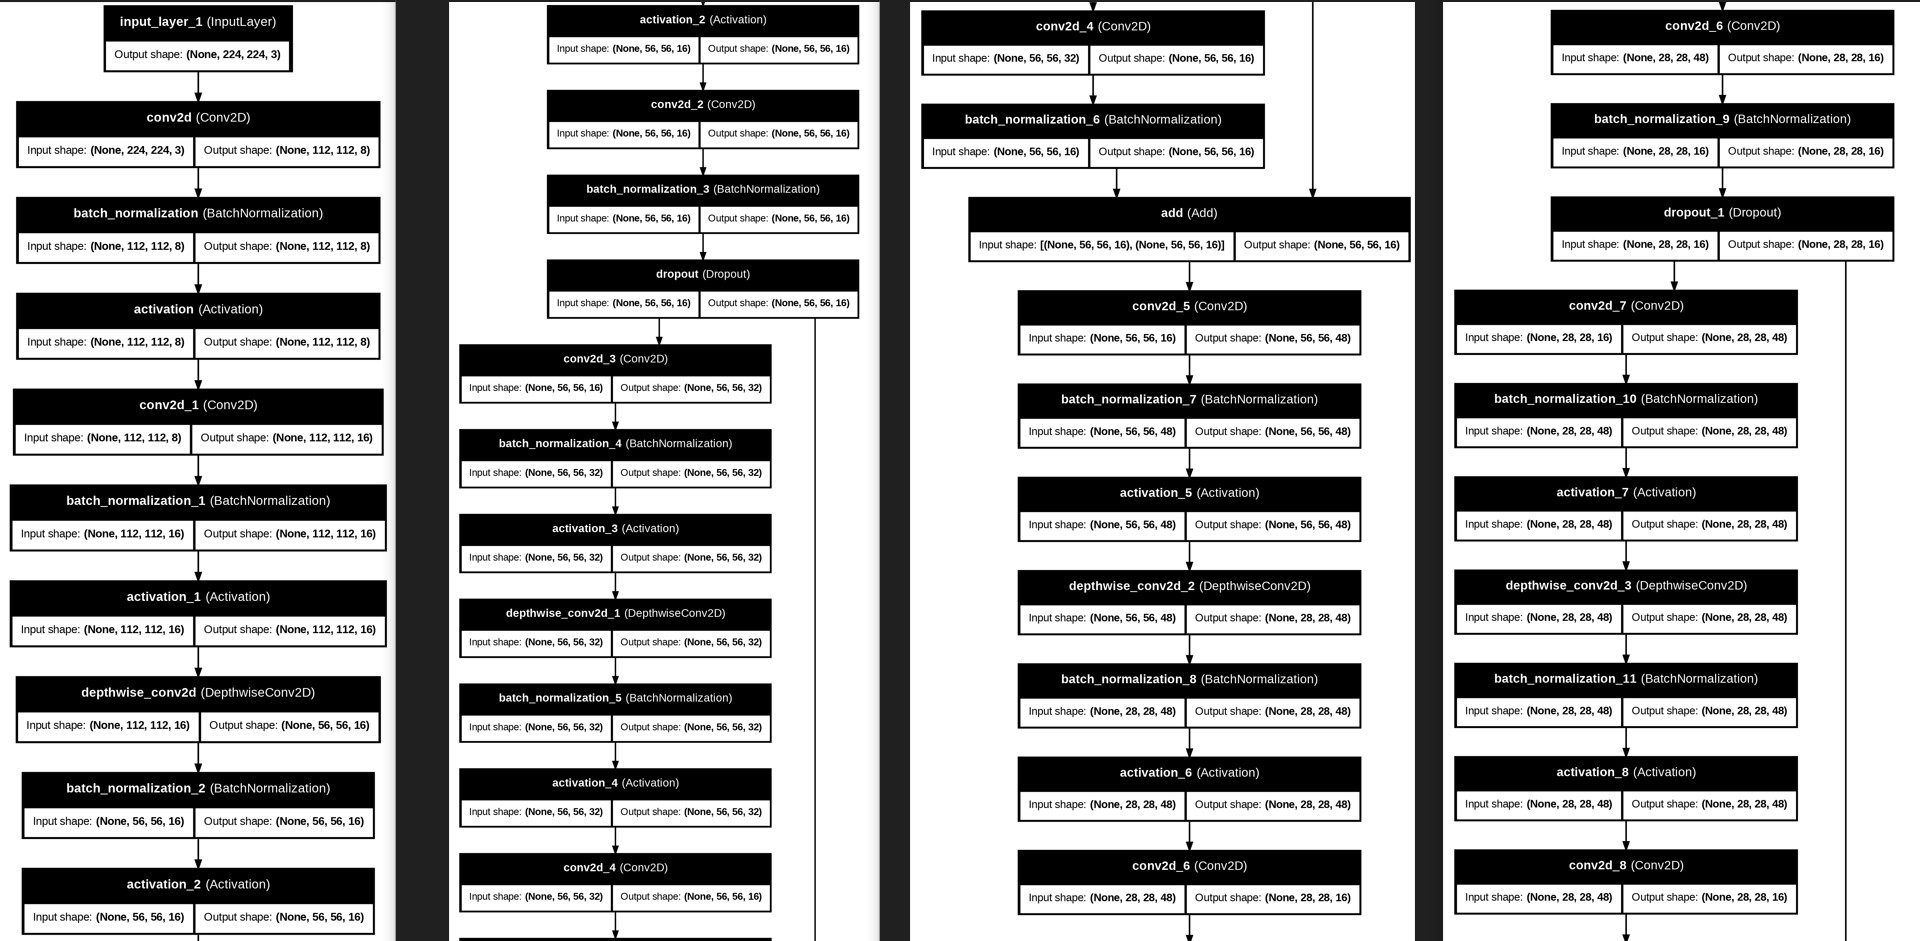 input_layer_1 (InputLayer)
Output shape: (None, 224, 224, 3)
conv2d (Conv2D)
Input shape: (None, 224, 224, 3) Output shape: (None, 112, 112, 8)
batch_normalization (BatchNormalization)
Input shape: (None, 112, 112, 8) Output shape: (None, 112, 112, 8)
activation (Activation)
Input shape: (None, 112, 112, 8) Output shape: (None, 112, 112, 8)
conv2d_1 (Conv2D)
Input shape: (None, 112, 112, 8) Output shape: (None, 112, 112, 16)
batch_normalization_1 (BatchNormalization)
Input shape: (None, 112, 112, 16) Output shape: (None, 112, 112, 16)
activation_1 (Activation)
Input shape: (None, 112, 112, 16) Output shape: (None, 112, 112, 16)
depthwise_conv2d (DepthwiseConv2D)
Input shape: (None, 112, 112, 16) Output shape: (None, 56, 56, 16)
batch_normalization_2 (BatchNormalization)
Input shape: (None, 56, 56, 16) Output shape: (None, 56, 56, 16)
activation_2 (Activation)
Input shape: (None, 56, 56, 16) Output shape: (None, 56, 56, 16)
activation_2 (Activation)
Input shape: (None, 56, 56, 16) Output shape: (None, 56, 56, 16)
conv2d_2 (Conv2D)
Input shape: (None, 56, 56, 16) Output shape: (None, 56, 56, 16)
batch_normalization_3 (BatchNormalization)
Input shape: (None, 56, 56, 16) Output shape: (None, 56, 56, 16)
dropout (Dropout)
Input shape: (None, 56, 56, 16) Output shape: (None, 56, 56, 16)
conv2d_3 (Conv2D)
Input shape: (None, 56, 56, 16) Output shape: (None, 56, 56, 32)
batch_normalization_4 (BatchNormalization)
Input shape: (None, 56, 56, 32) Output shape: (None, 56, 56, 32)
activation_3 (Activation)
Input shape: (None, 56, 56, 32) Output shape: (None, 56, 56, 32)
depthwise_conv2d_1 (DepthwiseConv2D)
Input shape: (None, 56, 56, 32) Output shape: (None, 56, 56, 32)
batch_normalization_5 (BatchNormalization)
Input shape: (None, 56, 56, 32) Output shape: (None, 56, 56, 32)
activation_4 (Activation)
Input shape: (None, 56, 56, 32) Output shape: (None, 56, 56, 32)
conv2d_4 (Conv2D)
Input shape: (None, 56, 56, 32) Output shape: (None, 56, 56, 16)
conv2d_4 (Conv2D)
Input shape: (None, 56, 56, 32) Output shape: (None, 56, 56, 16)
batch_normalization_6 (BatchNormalization)
Input shape: (None, 56, 56, 16) Output shape: (None, 56, 56, 16)
add (Add)
Input shape: [(None, 56, 56, 16), (None, 56, 56, 16)] Output shape: (None, 56, 56, 16)
conv2d_5 (Conv2D)
Input shape: (None, 56, 56, 16) Output shape: (None, 56, 56, 48)
batch_normalization_7 (BatchNormalization)
Input shape: (None, 56, 56, 48) Output shape: (None, 56, 56, 48)
activation_5 (Activation)
Input shape: (None, 56, 56, 48) Output shape: (None, 56, 56, 48)
depthwise_conv2d_2 (DepthwiseConv2D)
Input shape: (None, 56, 56, 48) Output shape: (None, 28, 28, 48)
batch_normalization_8 (BatchNormalization)
Input shape: (None, 28, 28, 48) Output shape: (None, 28, 28, 48)
activation_6 (Activation)
Input shape: (None, 28, 28, 48) Output shape: (None, 28, 28, 48)
conv2d_6 (Conv2D)
Input shape: (None, 28, 28, 48) Output shape: (None, 28, 28, 16)
conv2d_6 (Conv2D)
Input shape: (None, 28, 28, 48) Output shape: (None, 28, 28, 16)
batch_normalization_9 (BatchNormalization)
Input shape: (None, 28, 28, 16) Output shape: (None, 28, 28, 16)
dropout_1 (Dropout)
Input shape: (None, 28, 28, 16) Output shape: (None, 28, 28, 16)
conv2d_7 (Conv2D)
Input shape: (None, 28, 28, 16) Output shape: (None, 28, 28, 48)
batch_normalization_10 (BatchNormalization)
Input shape: (None, 28, 28, 48) Output shape: (None, 28, 28, 48)
activation_7 (Activation)
Input shape: (None, 28, 28, 48) Output shape: (None, 28, 28, 48)
depthwise_conv2d_3 (DepthwiseConv2D)
Input shape: (None, 28, 28, 48) Output shape: (None, 28, 28, 48)
batch_normalization_11 (BatchNormalization)
Input shape: (None, 28, 28, 48) Output shape: (None, 28, 28, 48)
activation_8 (Activation)
Input shape: (None, 28, 28, 48) Output shape: (None, 28, 28, 48)
conv2d_8 (Conv2D)
Input shape: (None, 28, 28, 48) Output shape: (None, 28, 28, 16)